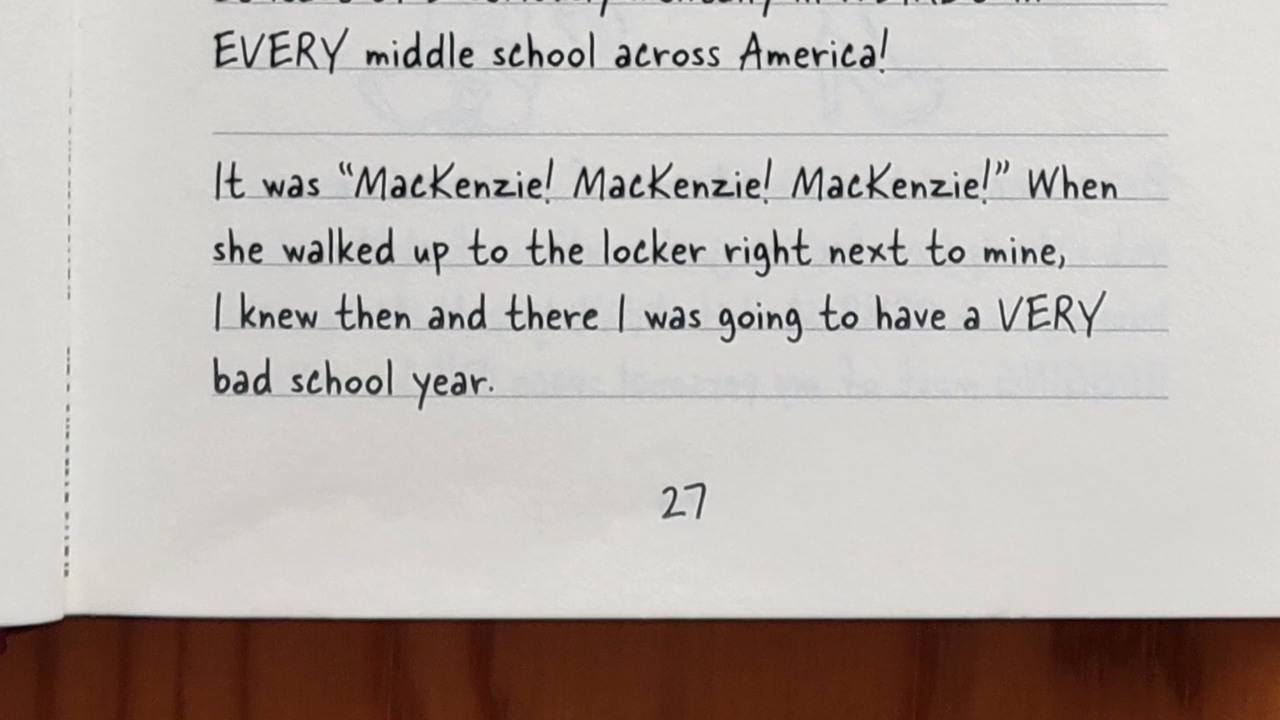 EVERY middle school across America!
It was “MacKenzie! MacKenzie! MacKenzie!” When
she walked up to the locker right next to mine,
I knew then and there I was going to have a VERY
bad school year.
27